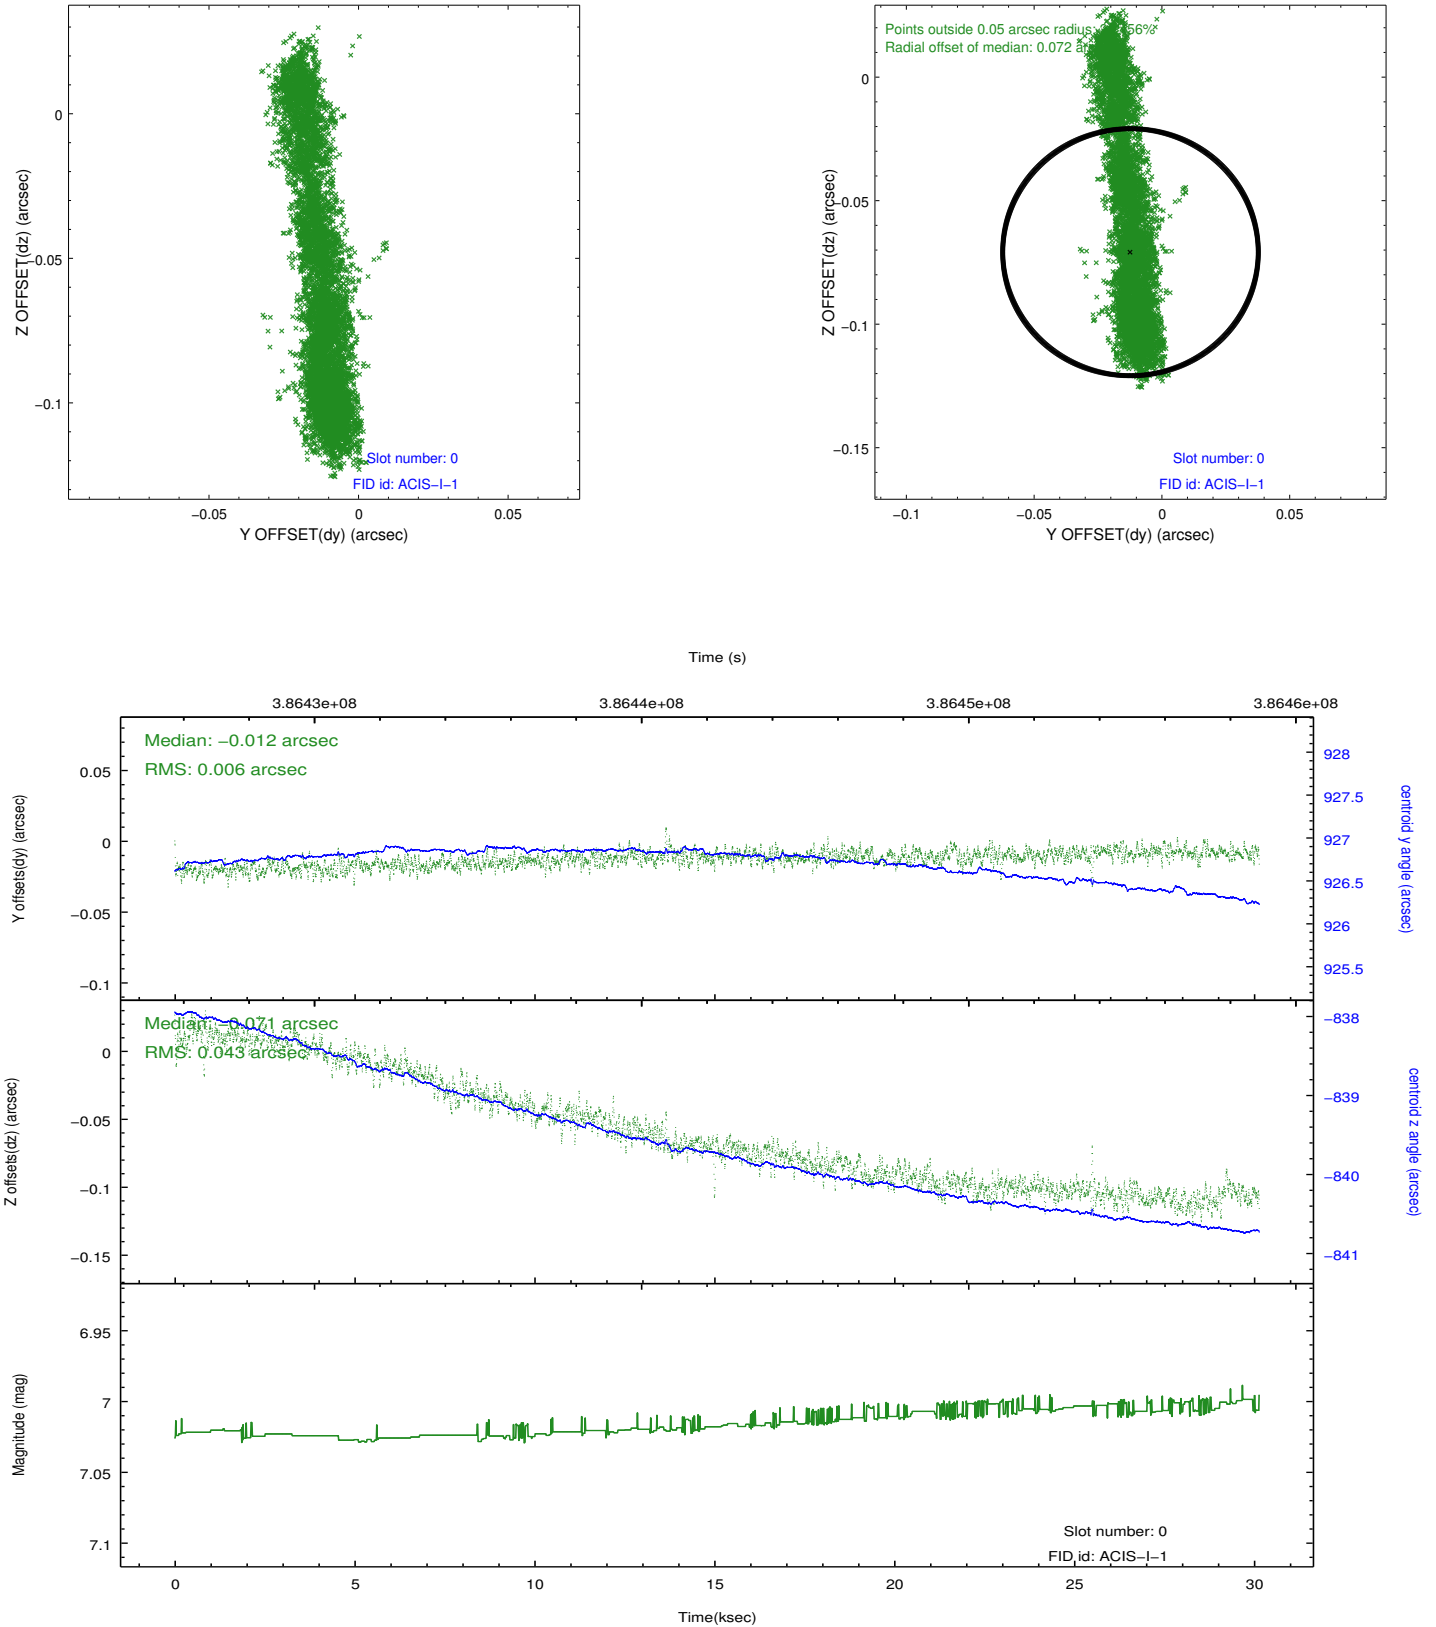 Points outside 0.05 arcsec radius: 56%
Radial offset of median: 0.072
0
−0.05
−0.1
Z OFFSET(dz) (arcsec)
Slot number: 0
FID id: ACIS−I−1
−0.05 0 0.05
Y OFFSET(dy) (arcsec)
0
−0.05
−0.1
−0.15
Z OFFSET(dz) (arcsec)
Slot number: 0
FID id: ACIS−I−1
−0.1 −0.05 0 0.05
Y OFFSET(dy) (arcsec)
Time (s)
3.8643e+08 3.8644e+08 3.8645e+08 3.8646e+08
Median: −0.012 arcsec
RMS: 0.006 arcsec
0.05
0
−0.05
−0.1
Y offsets(dy) (arcsec)
928
927.5
927
926.5
926
925.5
centroid y angle (arcsec)
Median: −0.071 arcsec
RMS: 0.043 arcsec
0
−0.05
−0.1
−0.15
Z offsets(dz) (arcsec)
−838
−839
−840
−841
centroid z angle (arcsec)
6.95
7
7.05
7.1
Magnitude (mag)
Slot number: 0
FID id: ACIS−I−1
0 5 10 15 20 25 30
Time(ksec)